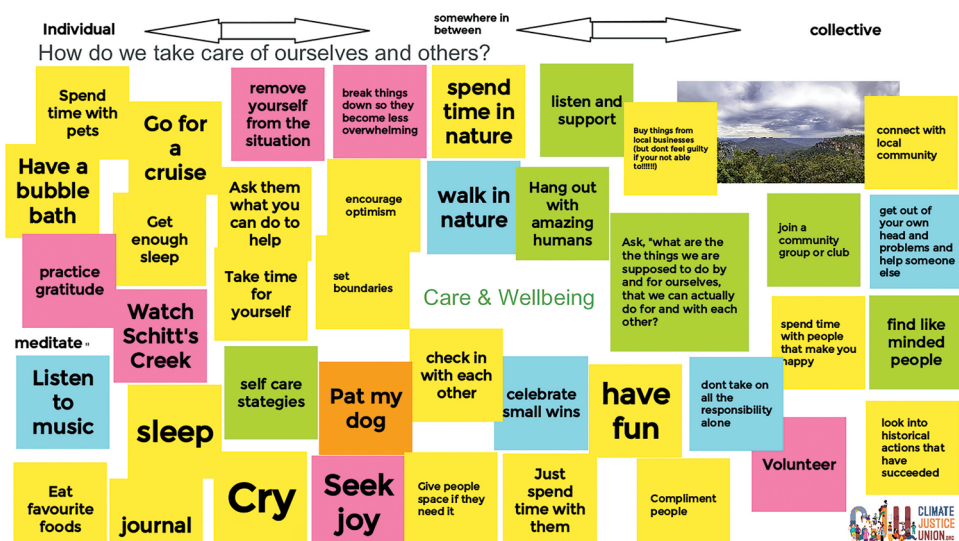 Individual
somewhere in
between
collective
How do we take care of ourselves and others?
Spend
time with
pets
Go for
a
cruise
remove
yourself
from the
situation
break things
down so they
become less
overwhelming
spend
time in
nature
listen and
support
Buy things from
local businesses
(but dont feel guilty
if your not able
to!!!!!!)
connect with
local
community
Have a
bubble
bath
Get
enough
sleep
Ask them
what you
can do to
help
encourage
optimism
walk in
nature
Hang out
with
amazing
humans
Ask, "what are the
the things we are
supposed to do by
and for ourselves,
that we can actually
do for and with each
other?
join a
community
group or club
get out of
your own
head and
problems and
help someone
else
practice
gratitude
Take time
for
yourself
set
boundaries
Care & Wellbeing
Watch
Schitt's
Creek
meditate "
Listen
to
music
self care
stategies
Pat my
dog
check in
with each
other
celebrate
small wins
have
fun
dont take on
all the
responsibility
alone
spend time
with people
that make you
happy
find like
minded
people
sleep
Volunteer
look into
historical
actions that
have
succeeded
Eat
favourite
foods
journal
Cry
Seek
joy
Give people
space if they
need it
Just
spend
time with
them
Compliment
people
CJU
CLIMATE
JUSTICE
UNION.ORG